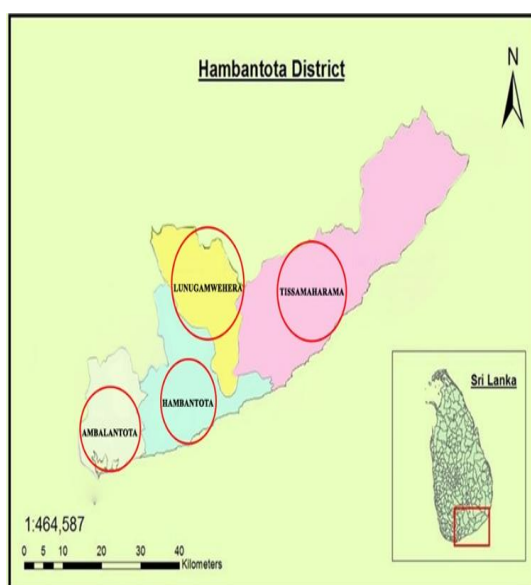 Hambantota District
N
LUNUGAMWEHERA
TISSAMAHARAMA
HAMBANTOTA
AMBALANTOTA
Sri Lanka
1:464,587
0 5 10 20 30 40
Kilometers